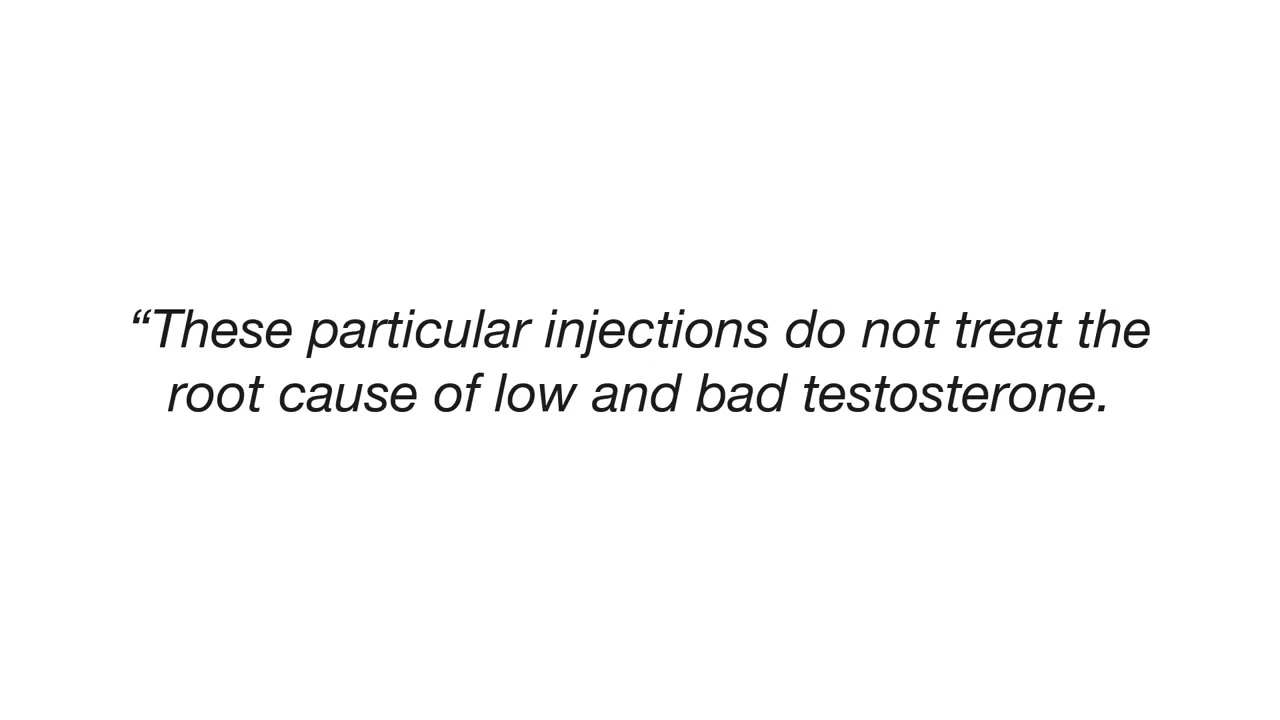 “These particular injections do not treat the
root cause of low and bad testosterone.